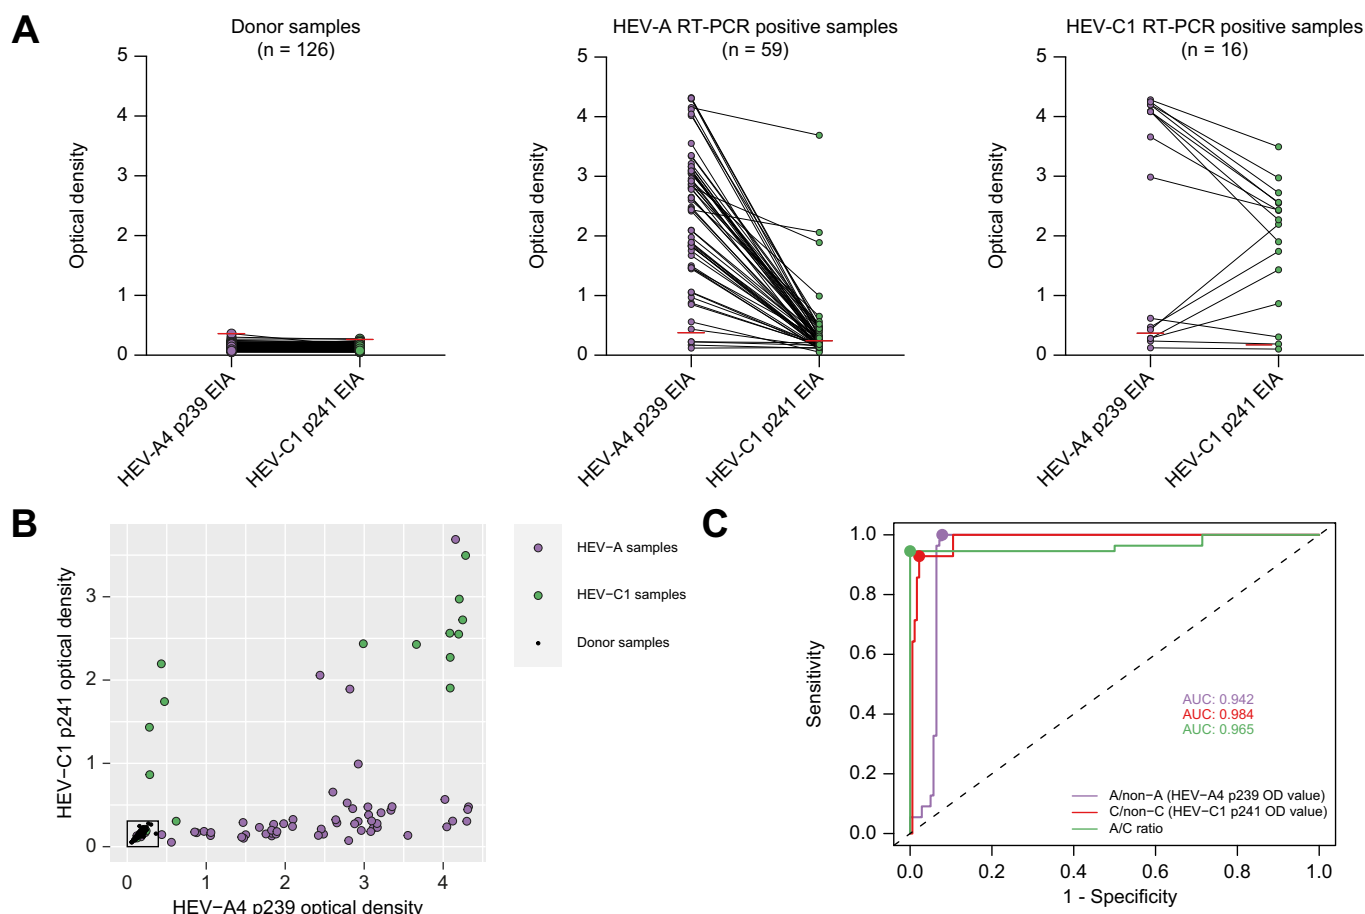 A
Donor samples
(n = 126)
Optical density
5
4
3
2
1
0
HEV-A4 p239 EIA
HEV-C1 p241 EIA
HEV-A RT-PCR positive samples
(n = 59)
Optical density
5
4
3
2
1
0
HEV-A4 p239 EIA
HEV-C1 p241 EIA
HEV-C1 RT-PCR positive samples
(n = 16)
Optical density
5
4
3
2
1
0
HEV-A4 p239 EIA
HEV-C1 p241 EIA
B
HEV−C1 p241 optical density
3
2
1
0
0 1 2 3 4
HEV−A4 p239 optical density
HEV−A samples
HEV−C1 samples
Donor samples
C
Sensitivity
1.0
0.8
0.6
0.4
0.2
0.0
AUC: 0.942
AUC: 0.984
AUC: 0.965
A/non−A (HEV−A4 p239 OD value)
C/non−C (HEV−C1 p241 OD value)
A/C ratio
0.0 0.2 0.4 0.6 0.8 1.0
1 - Specificity